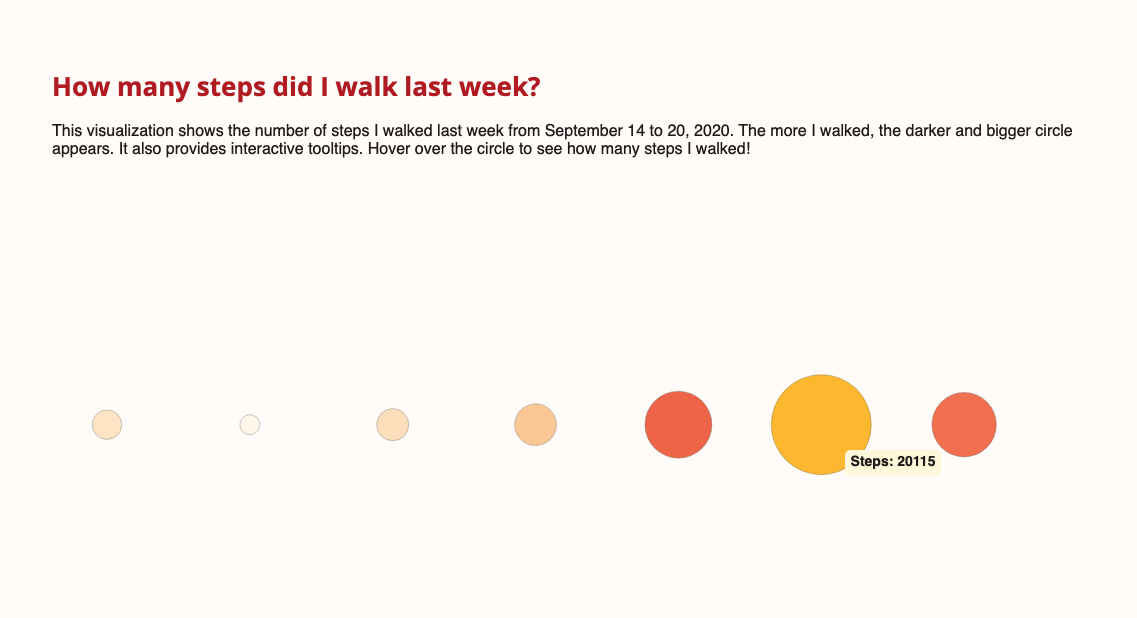 How many steps did I walk last week?
This visualization shows the number of steps I walked last week from September 14 to 20, 2020. The more I walked, the darker and bigger circle
appears. It also provides interactive tooltips. Hover over the circle to see how many steps I walked!
Steps: 20115